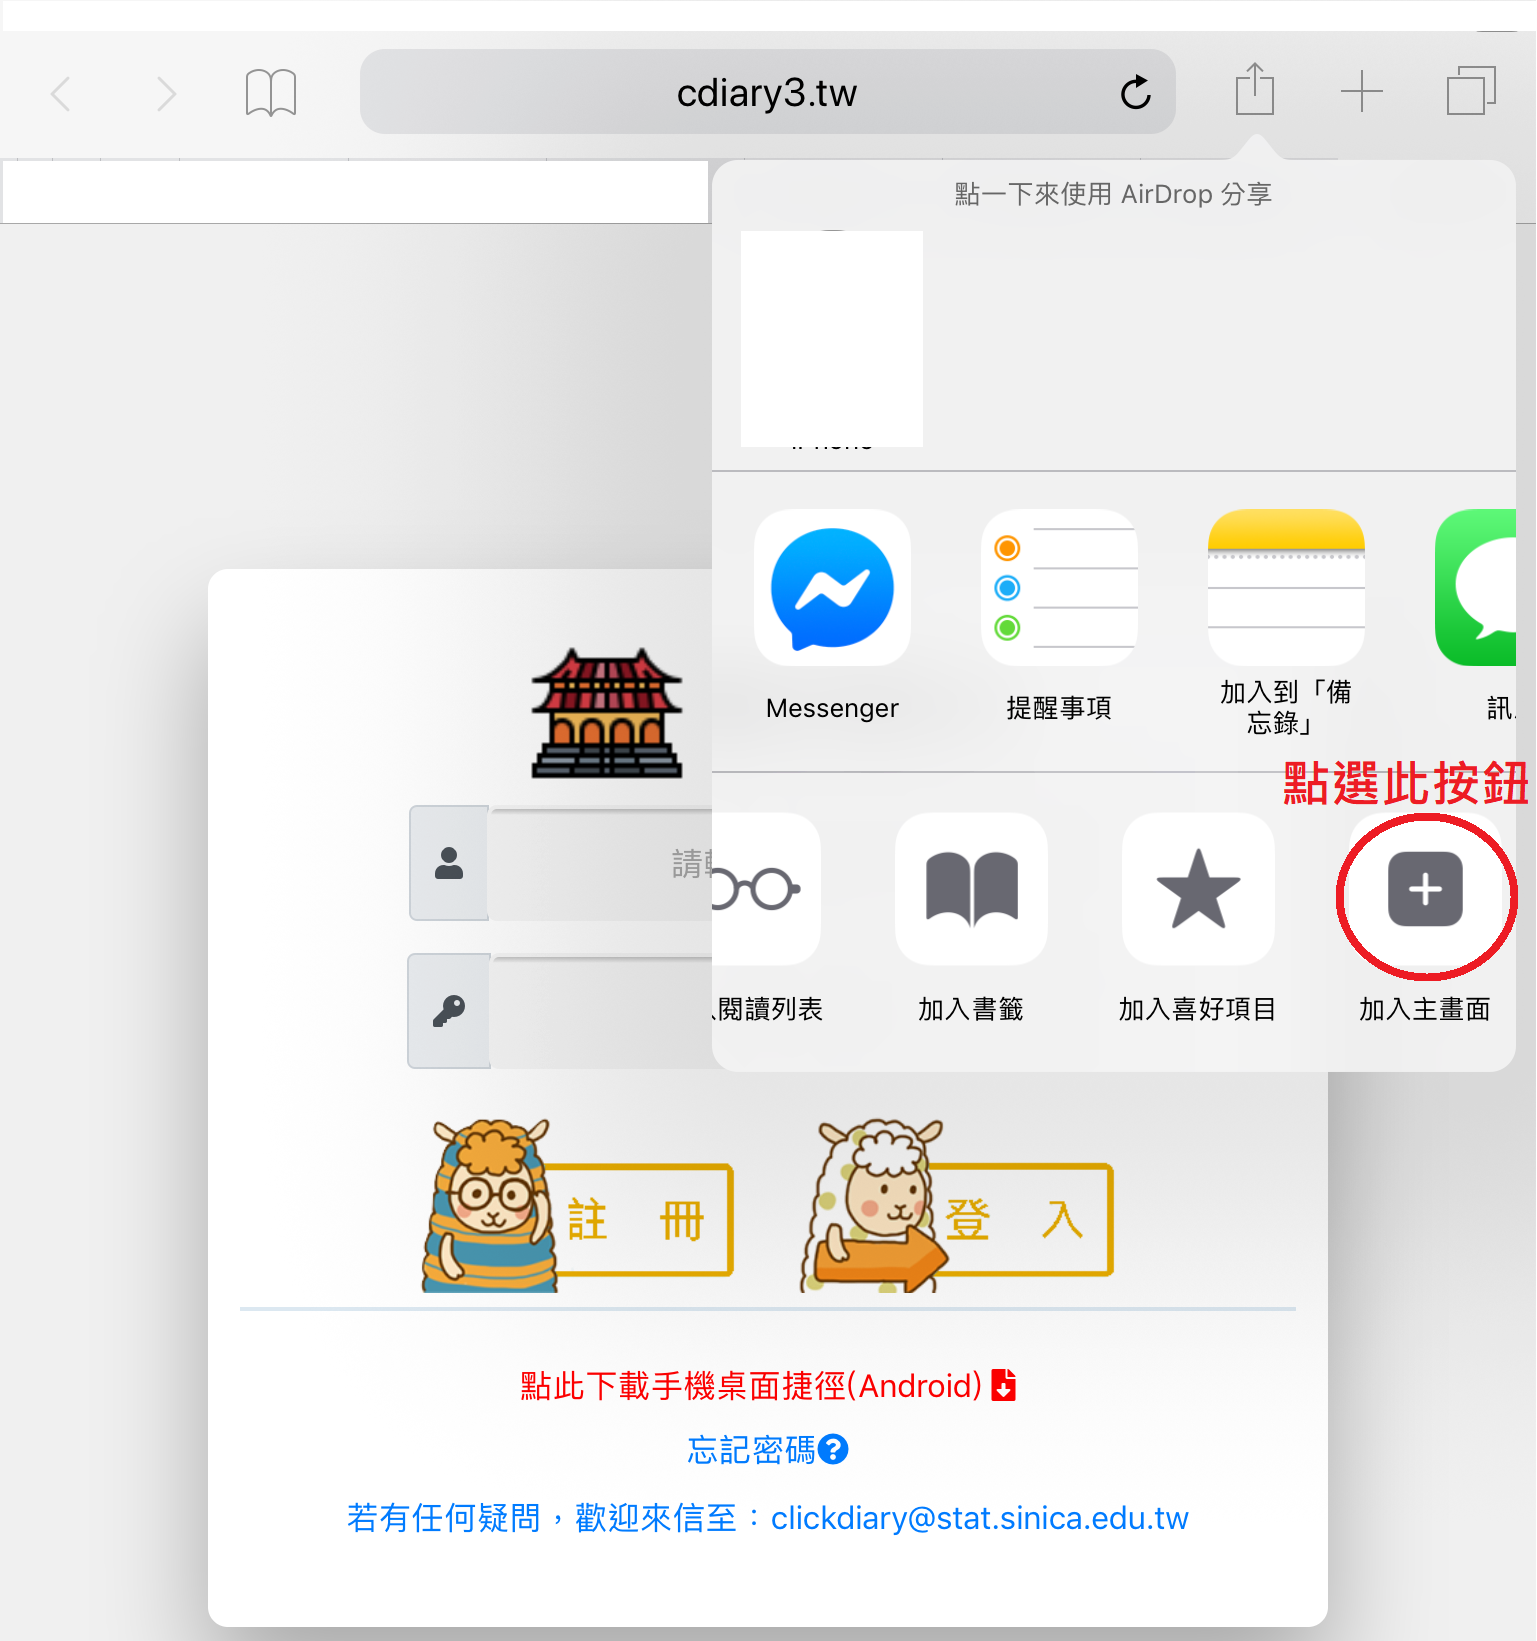 cdiary3.tw
點一下來使用 AirDrop 分享
Messenger
提醒事項
加入到「備
忘錄」
訊
點選此按鈕
請
閱讀列表
加入書籤
加入喜好項目
加入主畫面
註 冊
登 入
點此下載手機桌面捷徑(Android)
忘記密碼
若有任何疑問，歡迎來信至：clickdiary@stat.sinica.edu.tw